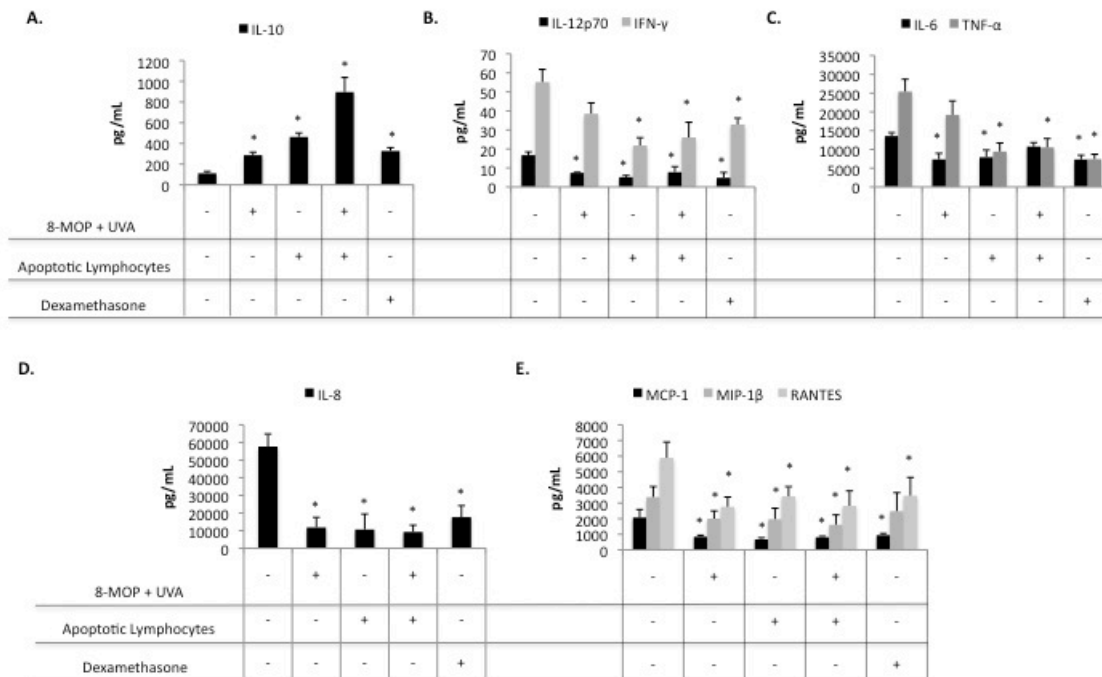 A.
IL-10
pg/mL
1200
1000
800
600
400
200
0
* * * *
8-MOP + UVA - + - + -
Apoptotic Lymphocytes - - + + -
Dexamethasone - - - - +
B.
IL-12p70 IFN-γ
pg/mL
70
60
50
40
30
20
10
0
* * * * * * *
- + - + -
- - + + -
- - - - +
C.
IL-6 TNF-α
pg/mL
35000
30000
25000
20000
15000
10000
5000
0
* * * * * *
- + - + -
- - + + -
- - - - +
D.
IL-8
pg/mL
70000
60000
50000
40000
30000
20000
10000
0
* * * *
8-MOP + UVA - + - + -
Apoptotic Lymphocytes - - + + -
Dexamethasone - - - - +
E.
MCP-1 MIP-1β RANTES
pg/mL
8000
7000
6000
5000
4000
3000
2000
1000
0
* * * * * * * * * * *
- + - + -
- - + + -
- - - - +